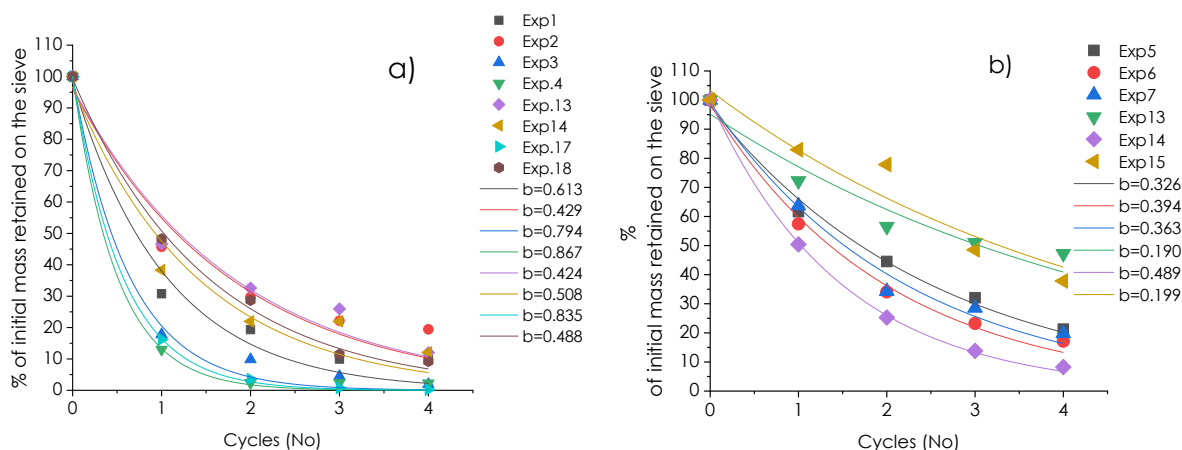 Exp1
Exp2
Exp3
Exp.4
Exp.13
Exp14
Exp.17
Exp.18
b=0.613
b=0.429
b=0.794
b=0.867
b=0.424
b=0.508
b=0.835
b=0.488
a)
% of initial mass retained on the sieve
110
100
90
80
70
60
50
40
30
20
10
0
0 1 2 3 4
Cycles (No)
Exp5
Exp6
Exp7
Exp13
Exp14
Exp15
b=0.326
b=0.394
b=0.363
b=0.190
b=0.489
b=0.199
b)
%
of initial mass retained on the sieve
110
100
90
80
70
60
50
40
30
20
10
0
0 1 2 3 4
Cycles (No)